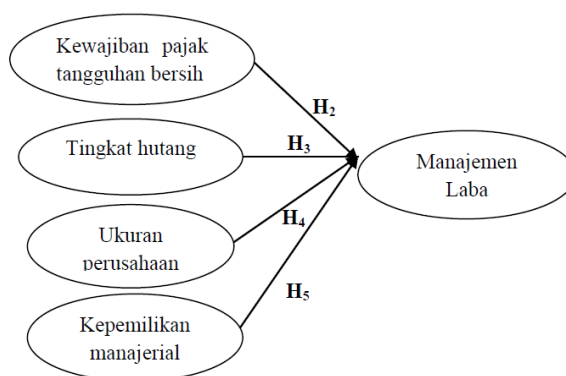 Kewajiban pajak
tangguhan bersih
H2
Tingkat hutang
H3
Manajemen
Laba
Ukuran
perusahaan
H4
Kepemilikan
manajerial
H5